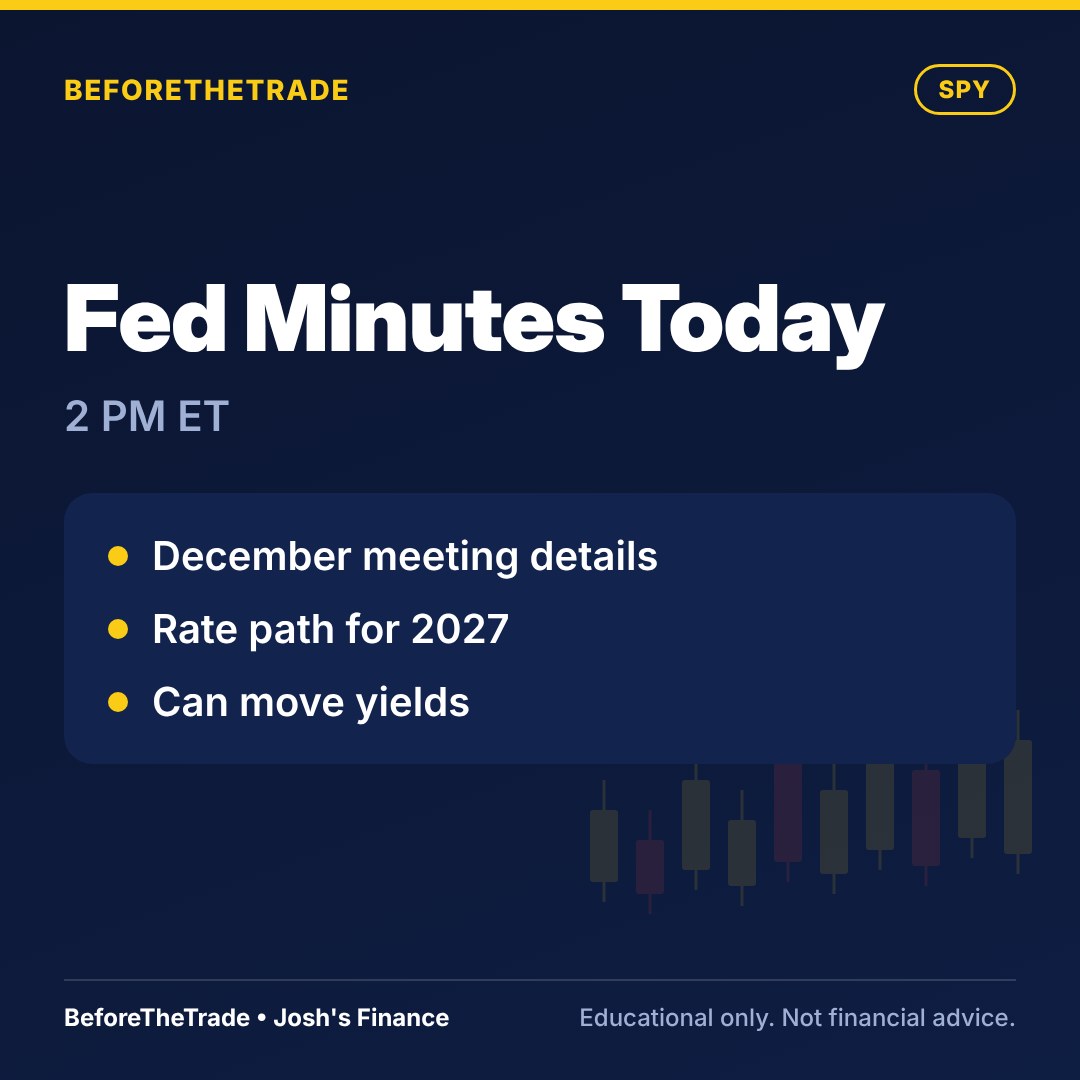 BEFORETHETRADE
SPY
Fed Minutes Today
2 PM ET
December meeting details
Rate path for 2027
Can move yields
BeforeTheTrade • Josh's Finance
Educational only. Not financial advice.